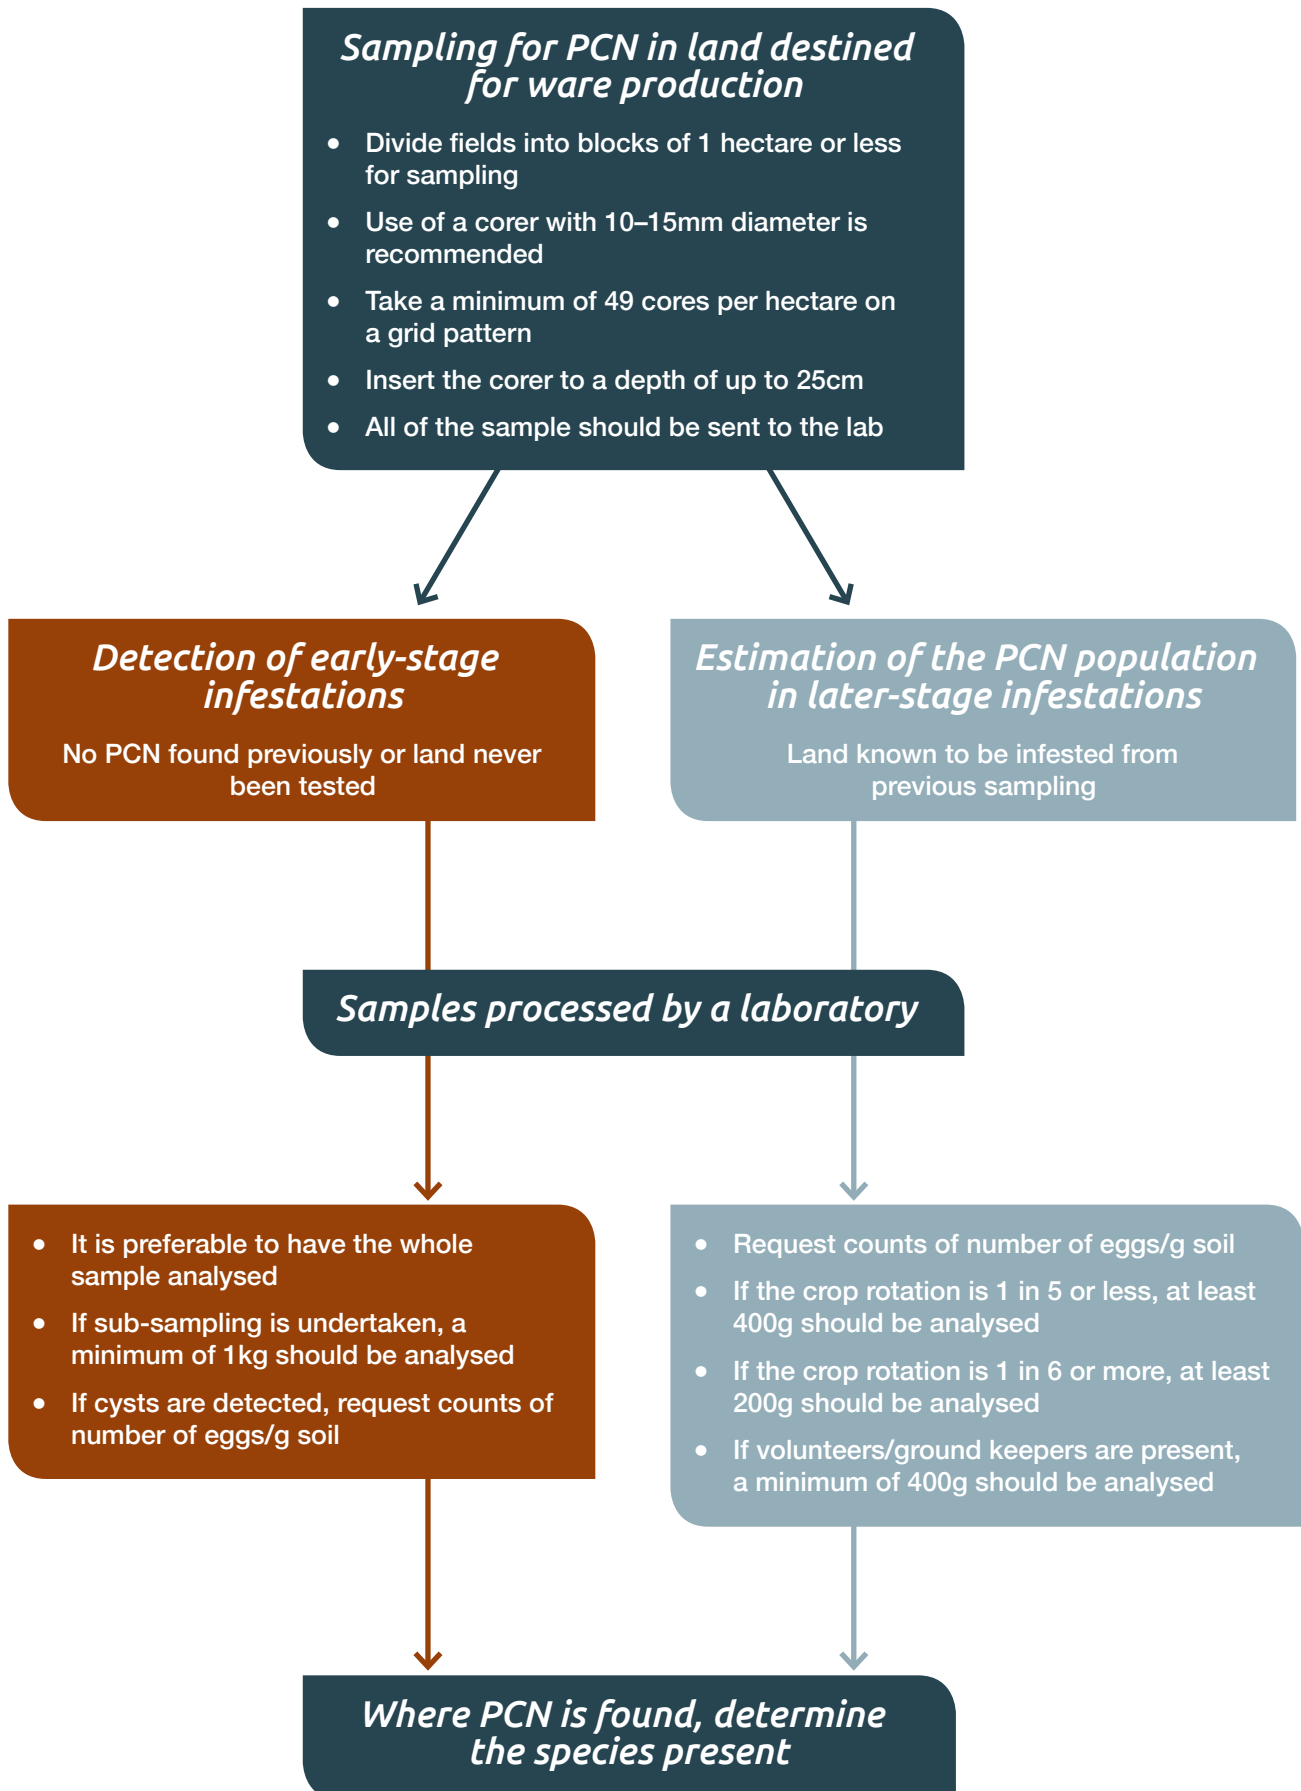 Sampling for PCN in land destined
for ware production
• Divide fields into blocks of 1 hectare or less
for sampling
• Use of a corer with 10–15mm diameter is
recommended
• Take a minimum of 49 cores per hectare on
a grid pattern
• Insert the corer to a depth of up to 25cm
• All of the sample should be sent to the lab
Detection of early-stage
infestations
No PCN found previously or land never
been tested
Estimation of the PCN population
in later-stage infestations
Land known to be infested from
previous sampling
Samples processed by a laboratory
• It is preferable to have the whole
sample analysed
• If sub-sampling is undertaken, a
minimum of 1kg should be analysed
• If cysts are detected, request counts of
number of eggs/g soil
• Request counts of number of eggs/g soil
• If the crop rotation is 1 in 5 or less, at least
400g should be analysed
• If the crop rotation is 1 in 6 or more, at least
200g should be analysed
• If volunteers/ground keepers are present,
a minimum of 400g should be analysed
Where PCN is found, determine
the species present